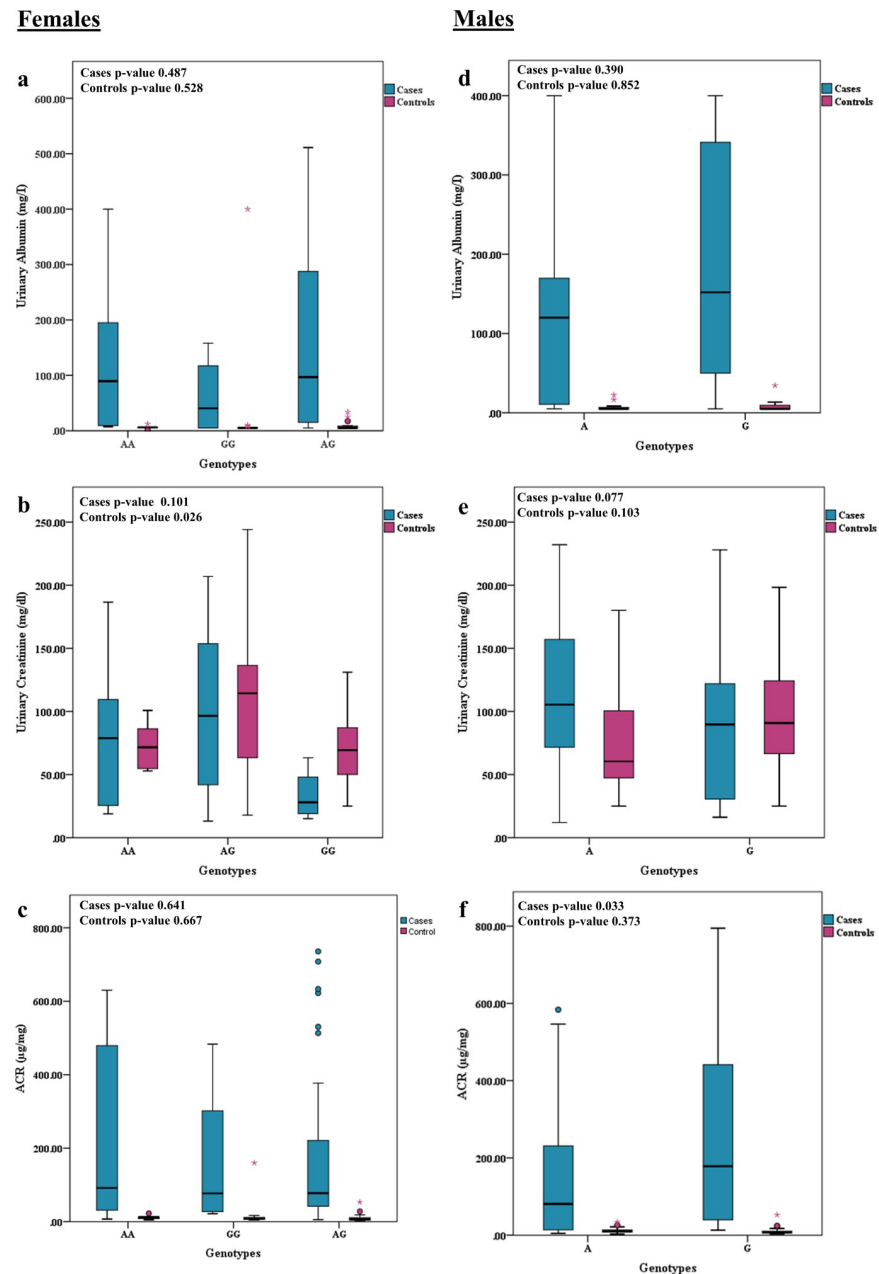 Females
Males
a
Cases p-value 0.487
Controls p-value 0.528
Cases
Controls
600.00
500.00
400.00
300.00
200.00
100.00
.00
Urinary Albumin (mg/I)
AA
GG
AG
Genotypes
d
Cases p-value 0.390
Controls p-value 0.852
Cases
Controls
400.00
300.00
200.00
100.00
.00
Urinary Albumin (mg/l)
A
G
Genotypes
b
Cases p-value 0.101
Controls p-value 0.026
Cases
Controls
250.00
200.00
150.00
100.00
50.00
.00
Urinary Creatinine (mg/dl)
AA
AG
GG
Genotypes
e
Cases p-value 0.077
Controls p-value 0.103
Cases
Controls
250.00
200.00
150.00
100.00
50.00
.00
Urinary Creatinine (mg/dl)
A
G
Genotypes
c
Cases p-value 0.641
Controls p-value 0.667
Cases
Control
800.00
600.00
400.00
200.00
.00
ACR (µg/mg)
AA
GG
AG
Genotypes
f
Cases p-value 0.033
Controls p-value 0.373
Cases
Controls
800.00
600.00
400.00
200.00
.00
ACR (µg/mg)
A
G
Genotypes